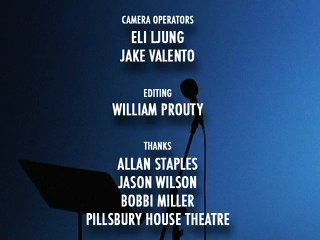 CAMERA OPERATORS
ELI LJUNG
JAKE VALENTO
EDITING
WILLIAM PROUTY
THANKS
ALLAN STAPLES
JASON WILSON
BOBBI MILLER
PILLSBURY HOUSE THEATRE